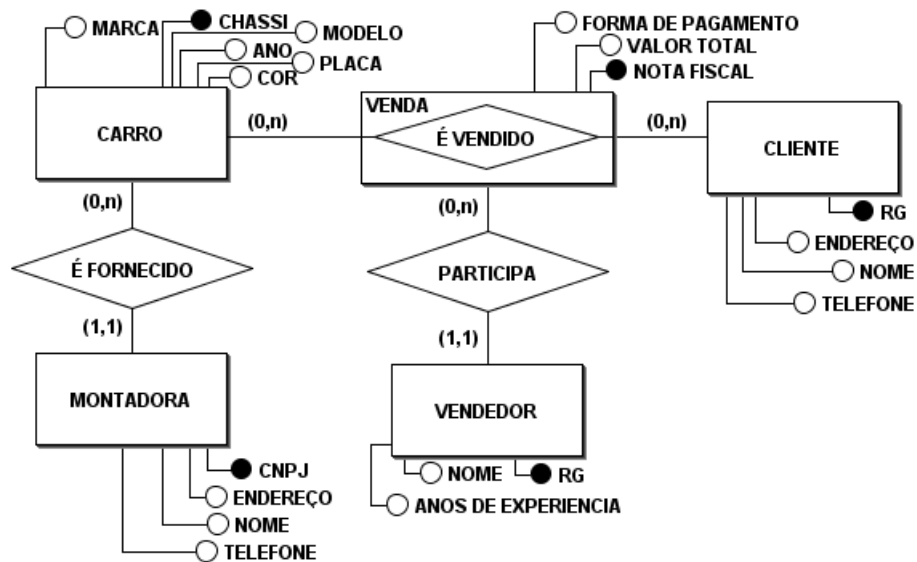 MARCA
CHASSI
MODELO
ANO
PLACA
COR
FORMA DE PAGAMENTO
VALOR TOTAL
NOTA FISCAL
CARRO
(0,n)
VENDA
É VENDIDO
(0,n)
CLIENTE
(0,n)
(0,n)
RG
ENDEREÇO
NOME
TELEFONE
É FORNECIDO
PARTICIPA
(1,1)
(1,1)
MONTADORA
VENDEDOR
CNPJ
ENDEREÇO
NOME
TELEFONE
NOME
RG
ANOS DE EXPERIENCIA